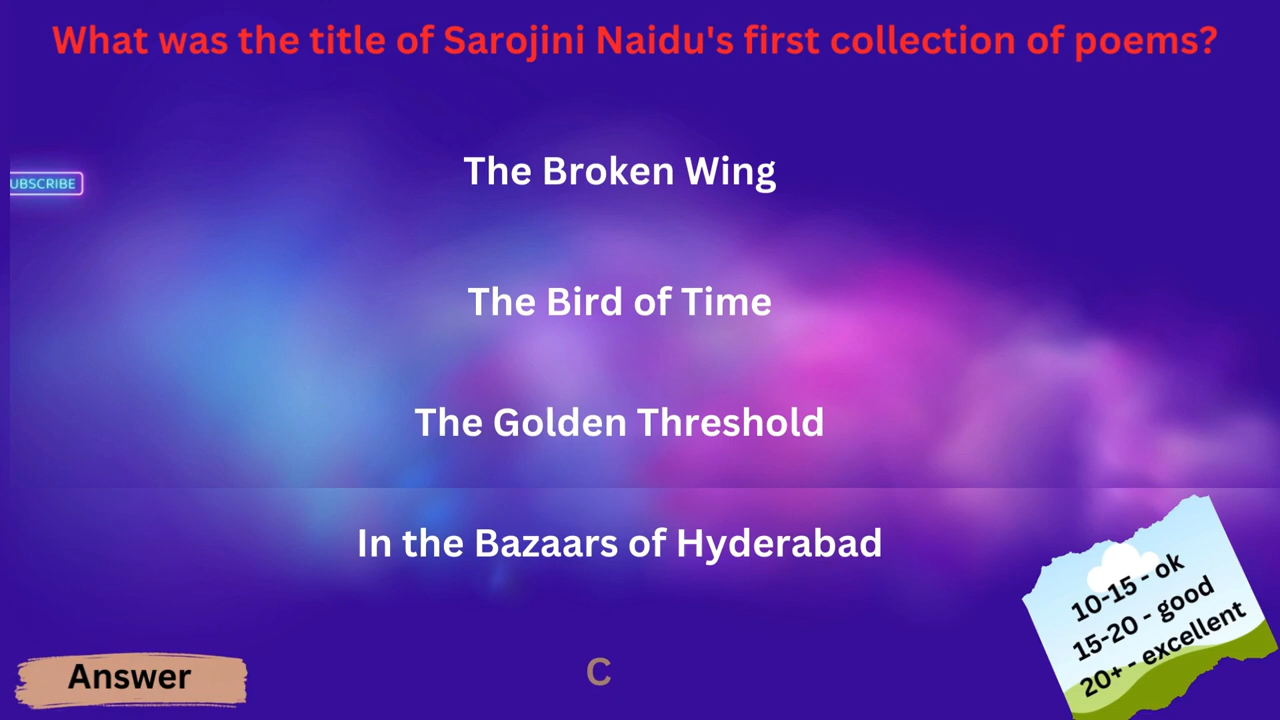 What was the title of Sarojini Naidu's first collection of poems?
The Broken Wing
UBSCRIBE
The Bird of Time
The Golden Threshold
In the Bazaars of Hyderabad
10-15 - ok
15-20 - good
20+ - excellent
Answer
C